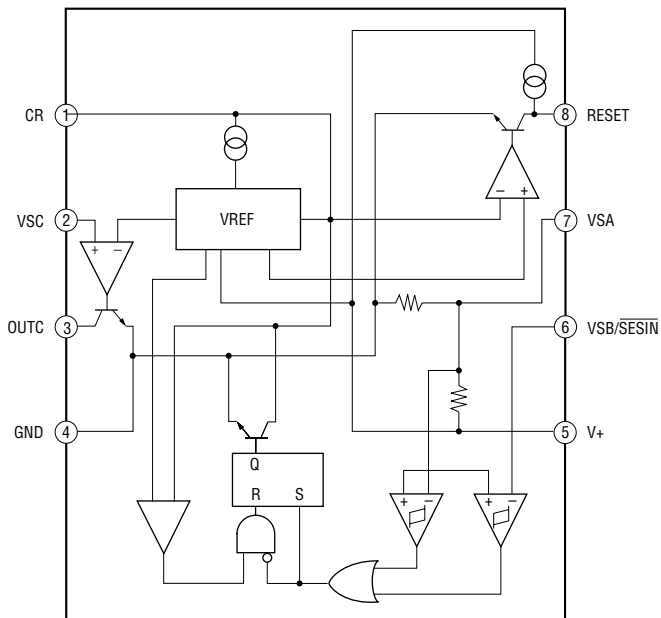 CR 1
8 RESET
VSC 2
VREF
– +
7 VSA
+ –
OUTC 3
6 VSB/SESIN
GND 4
5 V+
Q
R S
+ – + –